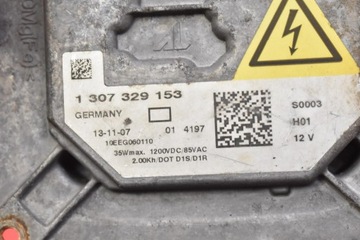 1 307 329 153
GERMANY
13-11-07 01 4197
10EEG060110
35Wmax. 1200VDC/85VAC
2.00Kh/DOT D1S/D1R
S0003
H01
12 V